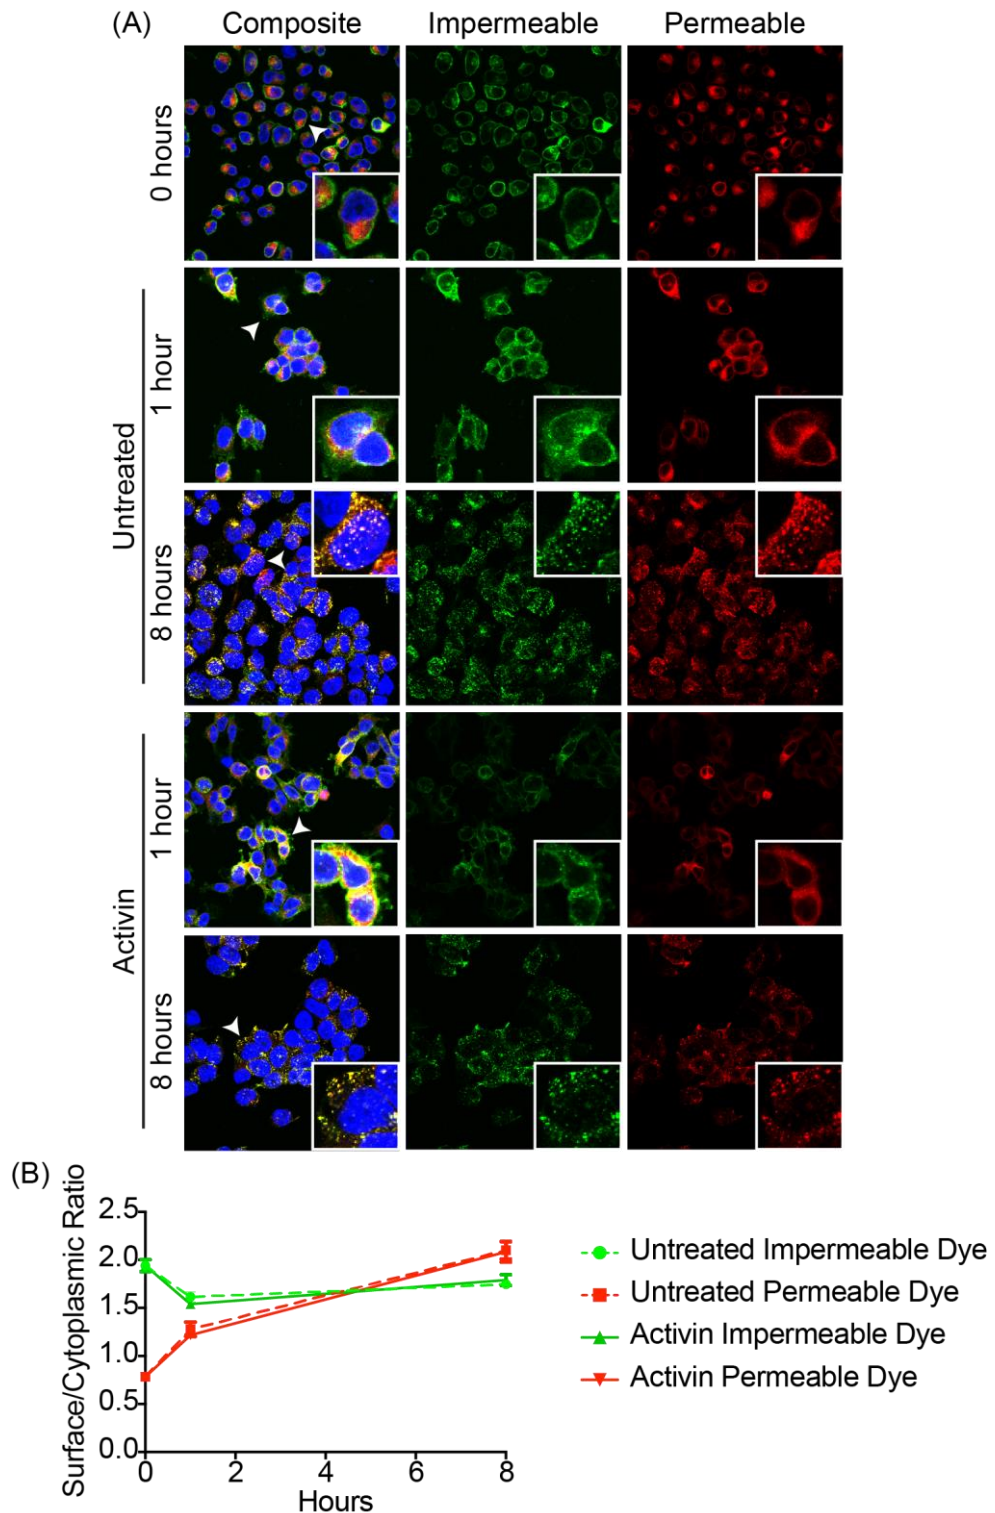 (A)
Composite
Impermeable
Permeable
0 hours
Untreated
1 hour
8 hours
Activin
1 hour
8 hours
(B)
Surface/Cytoplasmic Ratio
2.5
2.0
1.5
1.0
0.5
0.0
0 2 4 6 8
Hours
Untreated Impermeable Dye
Untreated Permeable Dye
Activin Impermeable Dye
Activin Permeable Dye